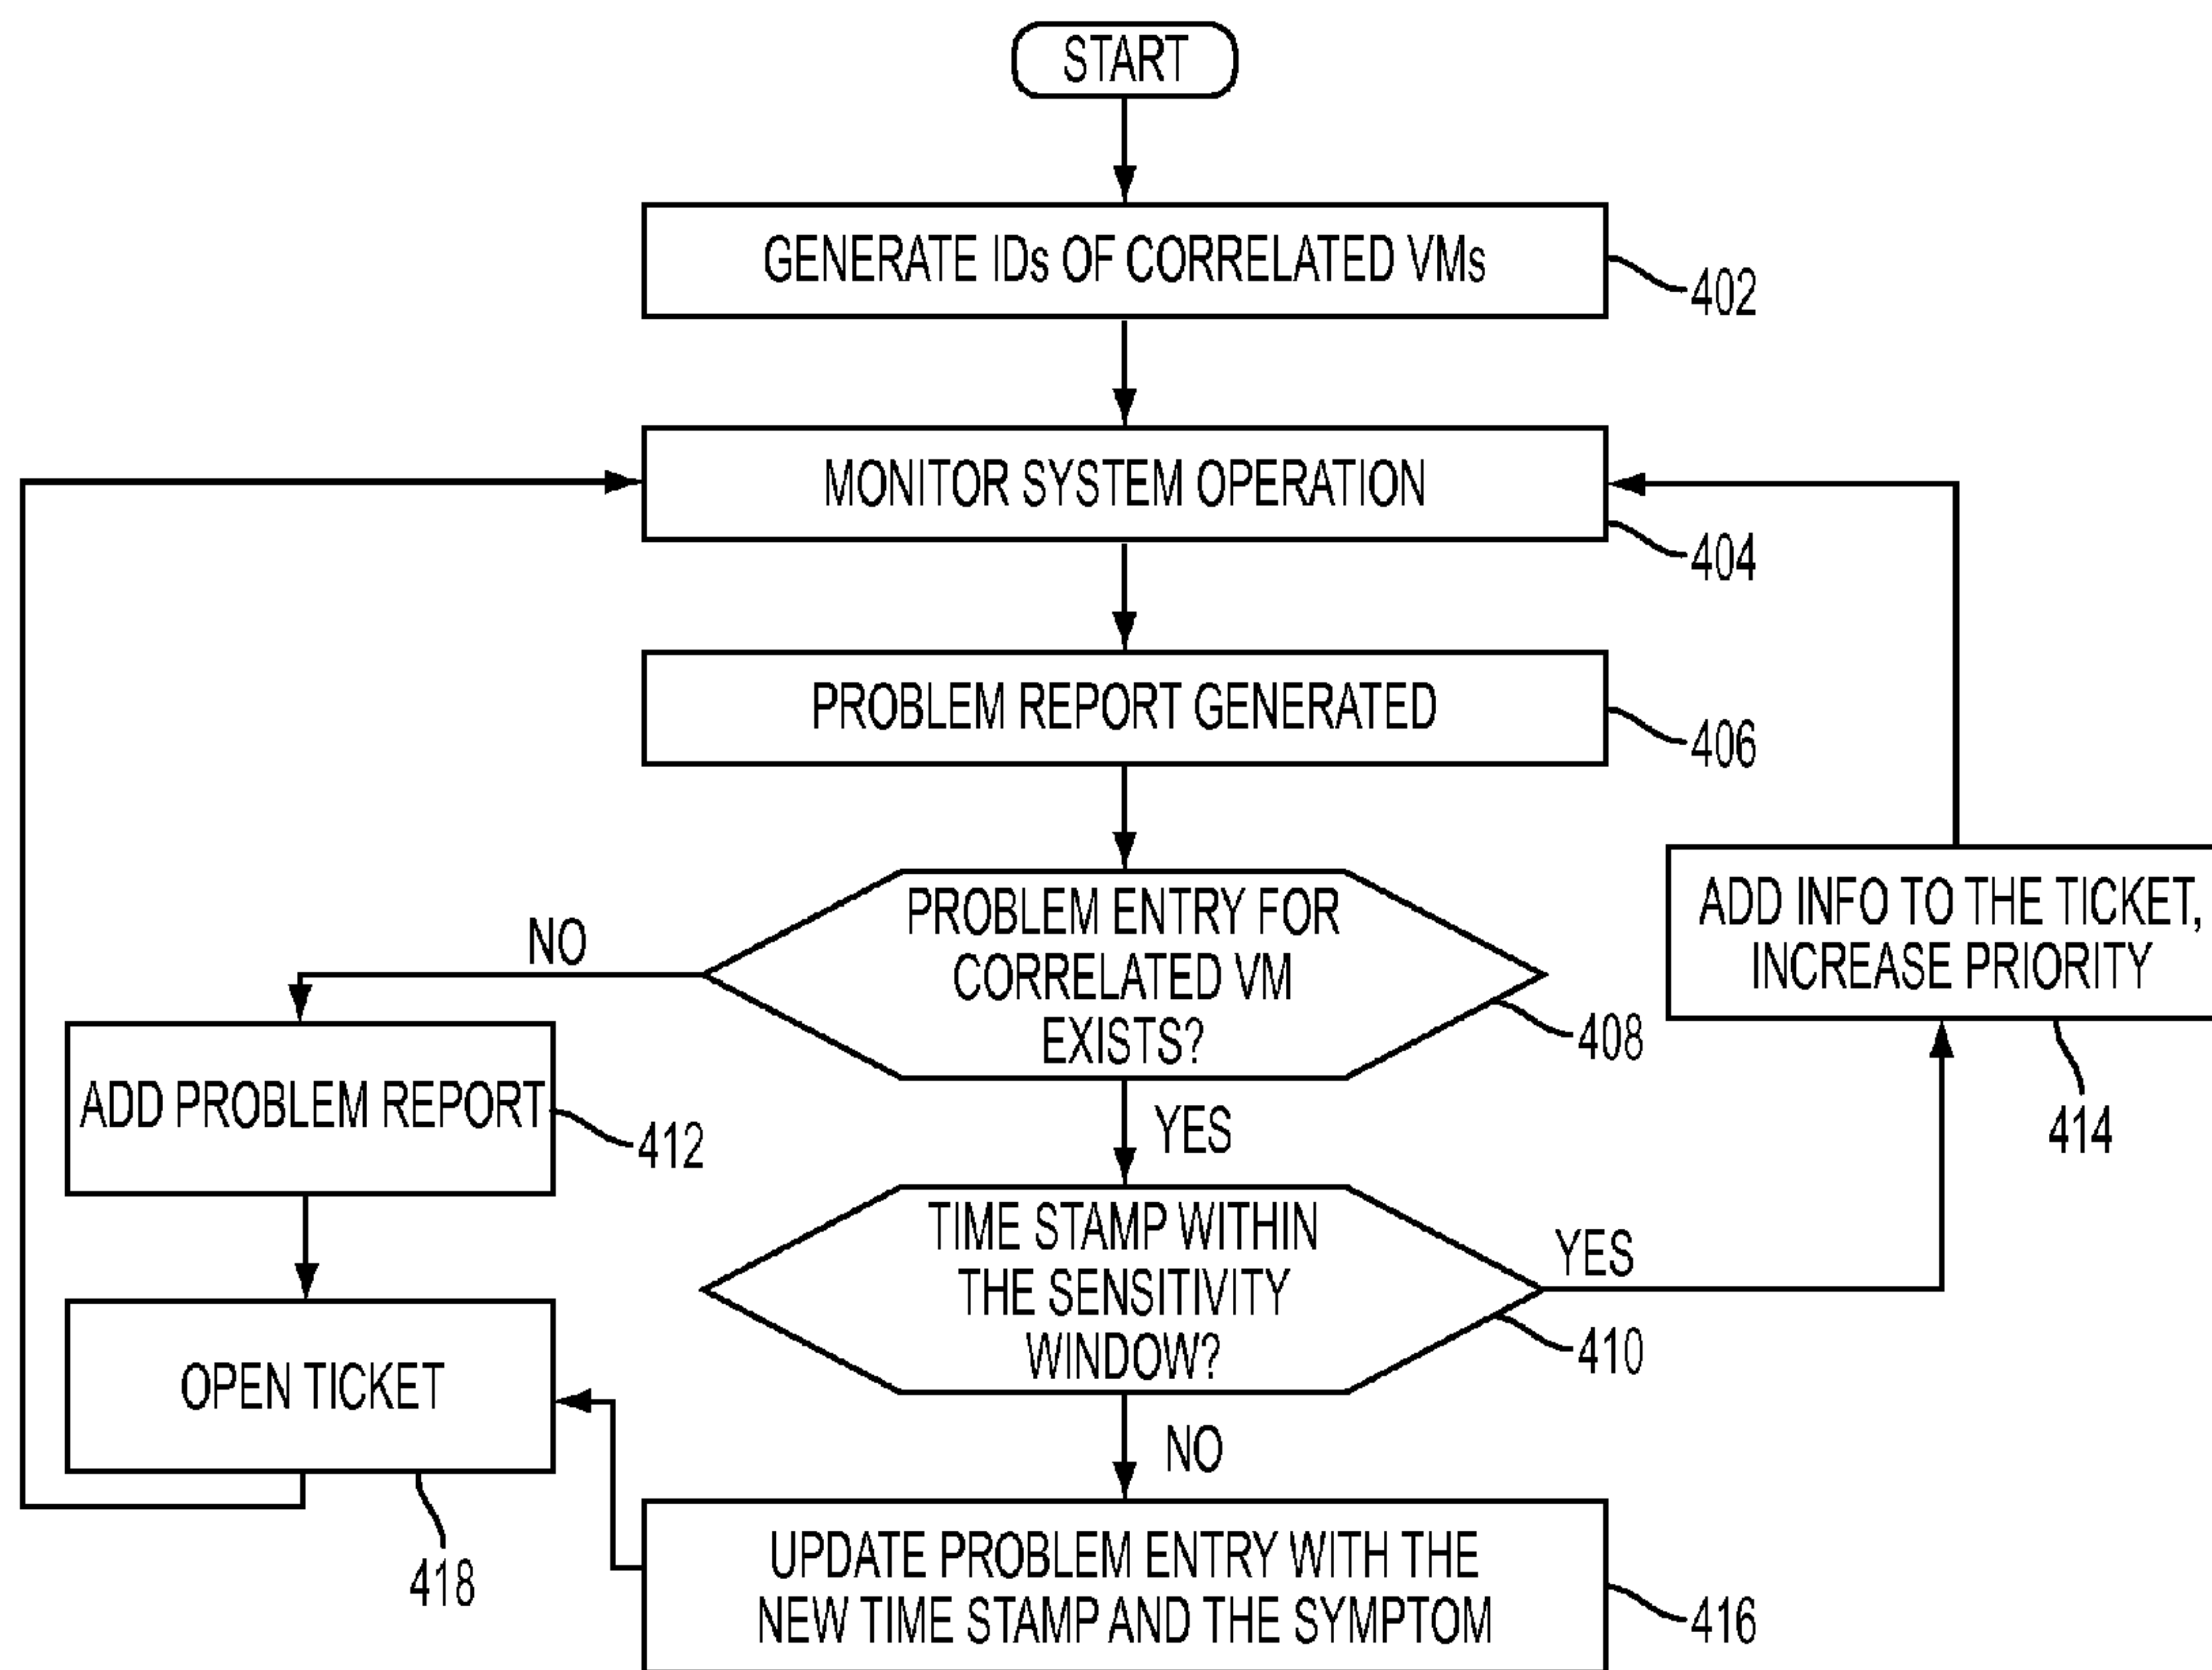 START
GENERATE IDs OF CORRELATED VMs
402
MONITOR SYSTEM OPERATION
404
PROBLEM REPORT GENERATED
406
PROBLEM ENTRY FOR
CORRELATED VM
EXISTS?
408
NO
YES
ADD INFO TO THE TICKET,
INCREASE PRIORITY
414
ADD PROBLEM REPORT
412
TIME STAMP WITHIN
THE SENSITIVITY
WINDOW?
410
YES
NO
OPEN TICKET
418
UPDATE PROBLEM ENTRY WITH THE
NEW TIME STAMP AND THE SYMPTOM
416